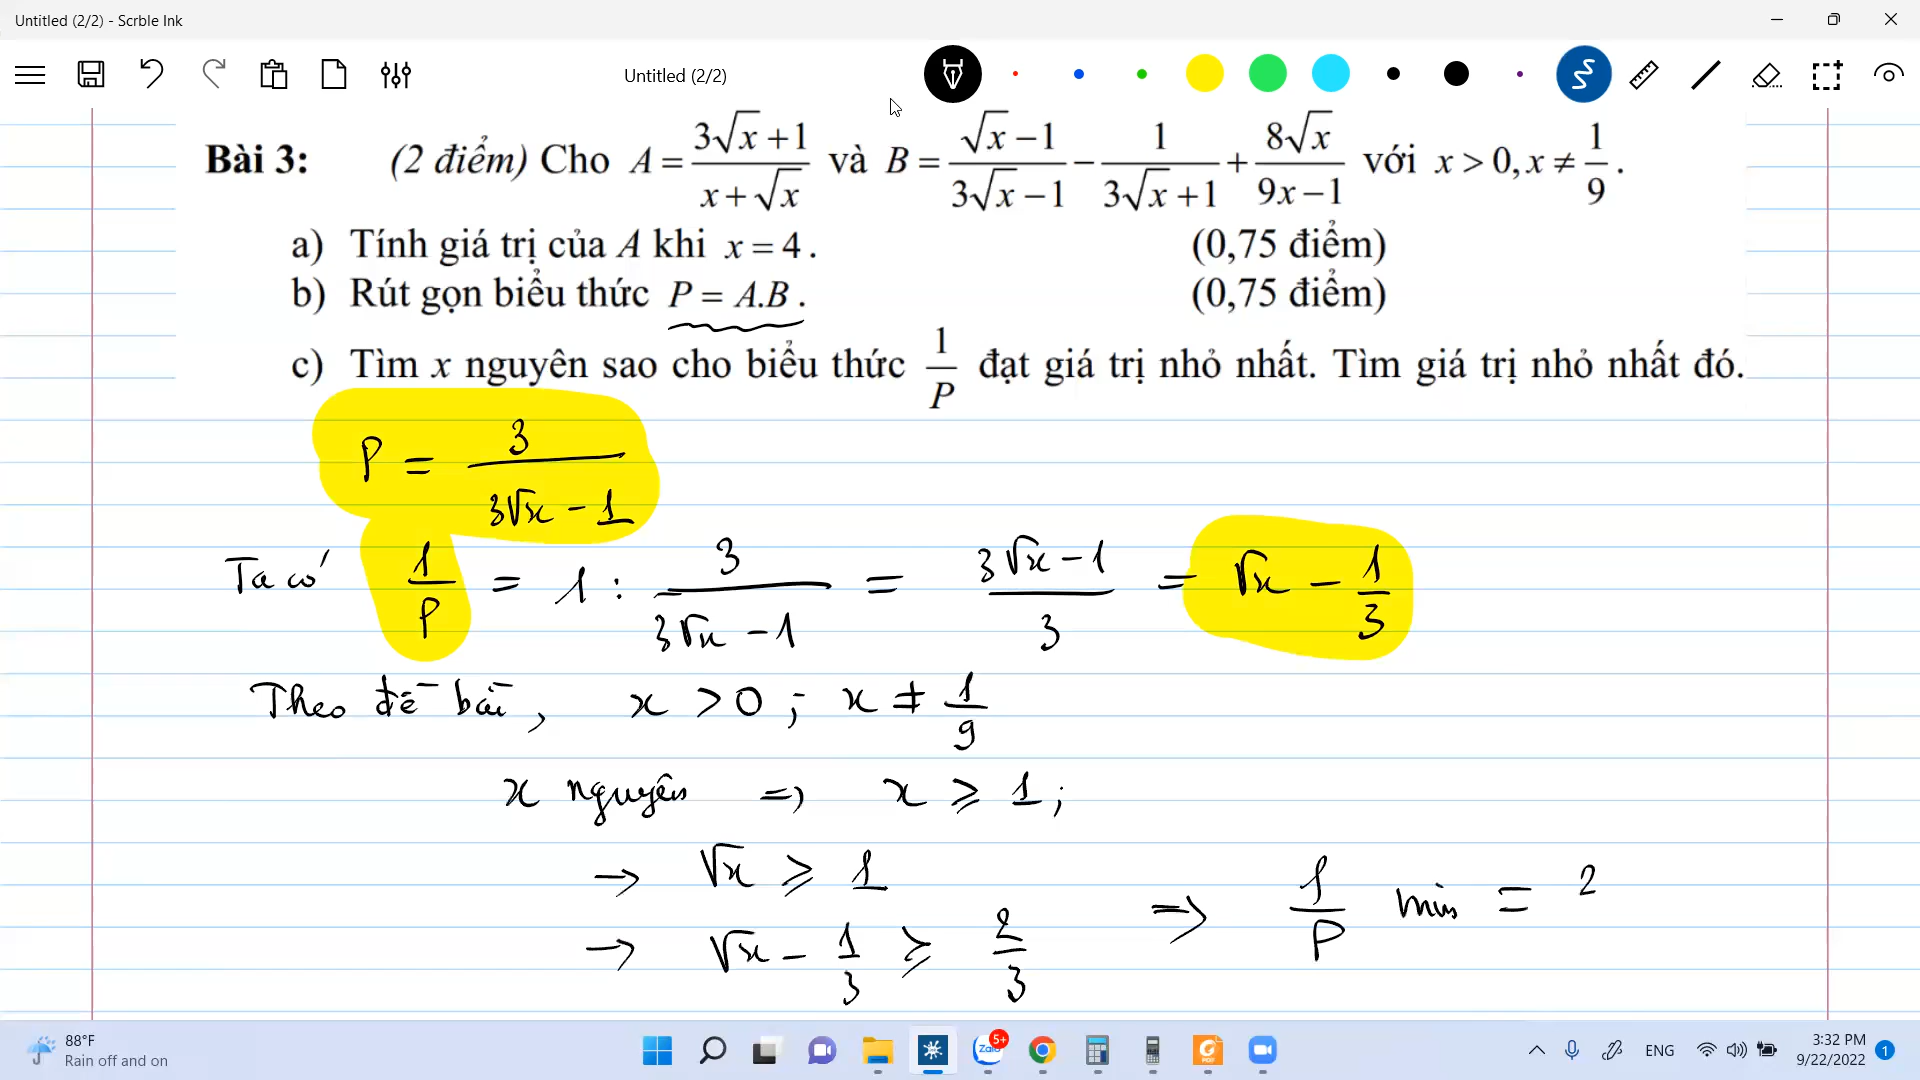 Untitled (2/2) - Scrble Ink
Untitled (2/2)
Bài 3: (2 điểm) Cho A = (3√x + 1)/(x + √x) và B = (√x − 1)/(3√x − 1) − 1/(3√x + 1) + 8√x/(9x − 1) với x > 0, x ≠ 1/9.
a) Tính giá trị của A khi x = 4. (0,75 điểm)
b) Rút gọn biểu thức P = A.B. (0,75 điểm)
c) Tìm x nguyên sao cho biểu thức 1/P đạt giá trị nhỏ nhất. Tìm giá trị nhỏ nhất đó.
P = 3/(3√x − 1)
Ta có 1/P = 1 : 3/(3√x − 1) = (3√x − 1)/3 = √x − 1/3
Theo đề bài, x > 0 ; x ≠ 1/9
x nguyên => x ⩾ 1 ;
→ √x ⩾ 1
→ √x − 1/3 ⩾ 2/3 => 1/P min = 2
88°F
Rain off and on
Zalo
5+
PDF
ENG
3:32 PM
9/22/2022
1